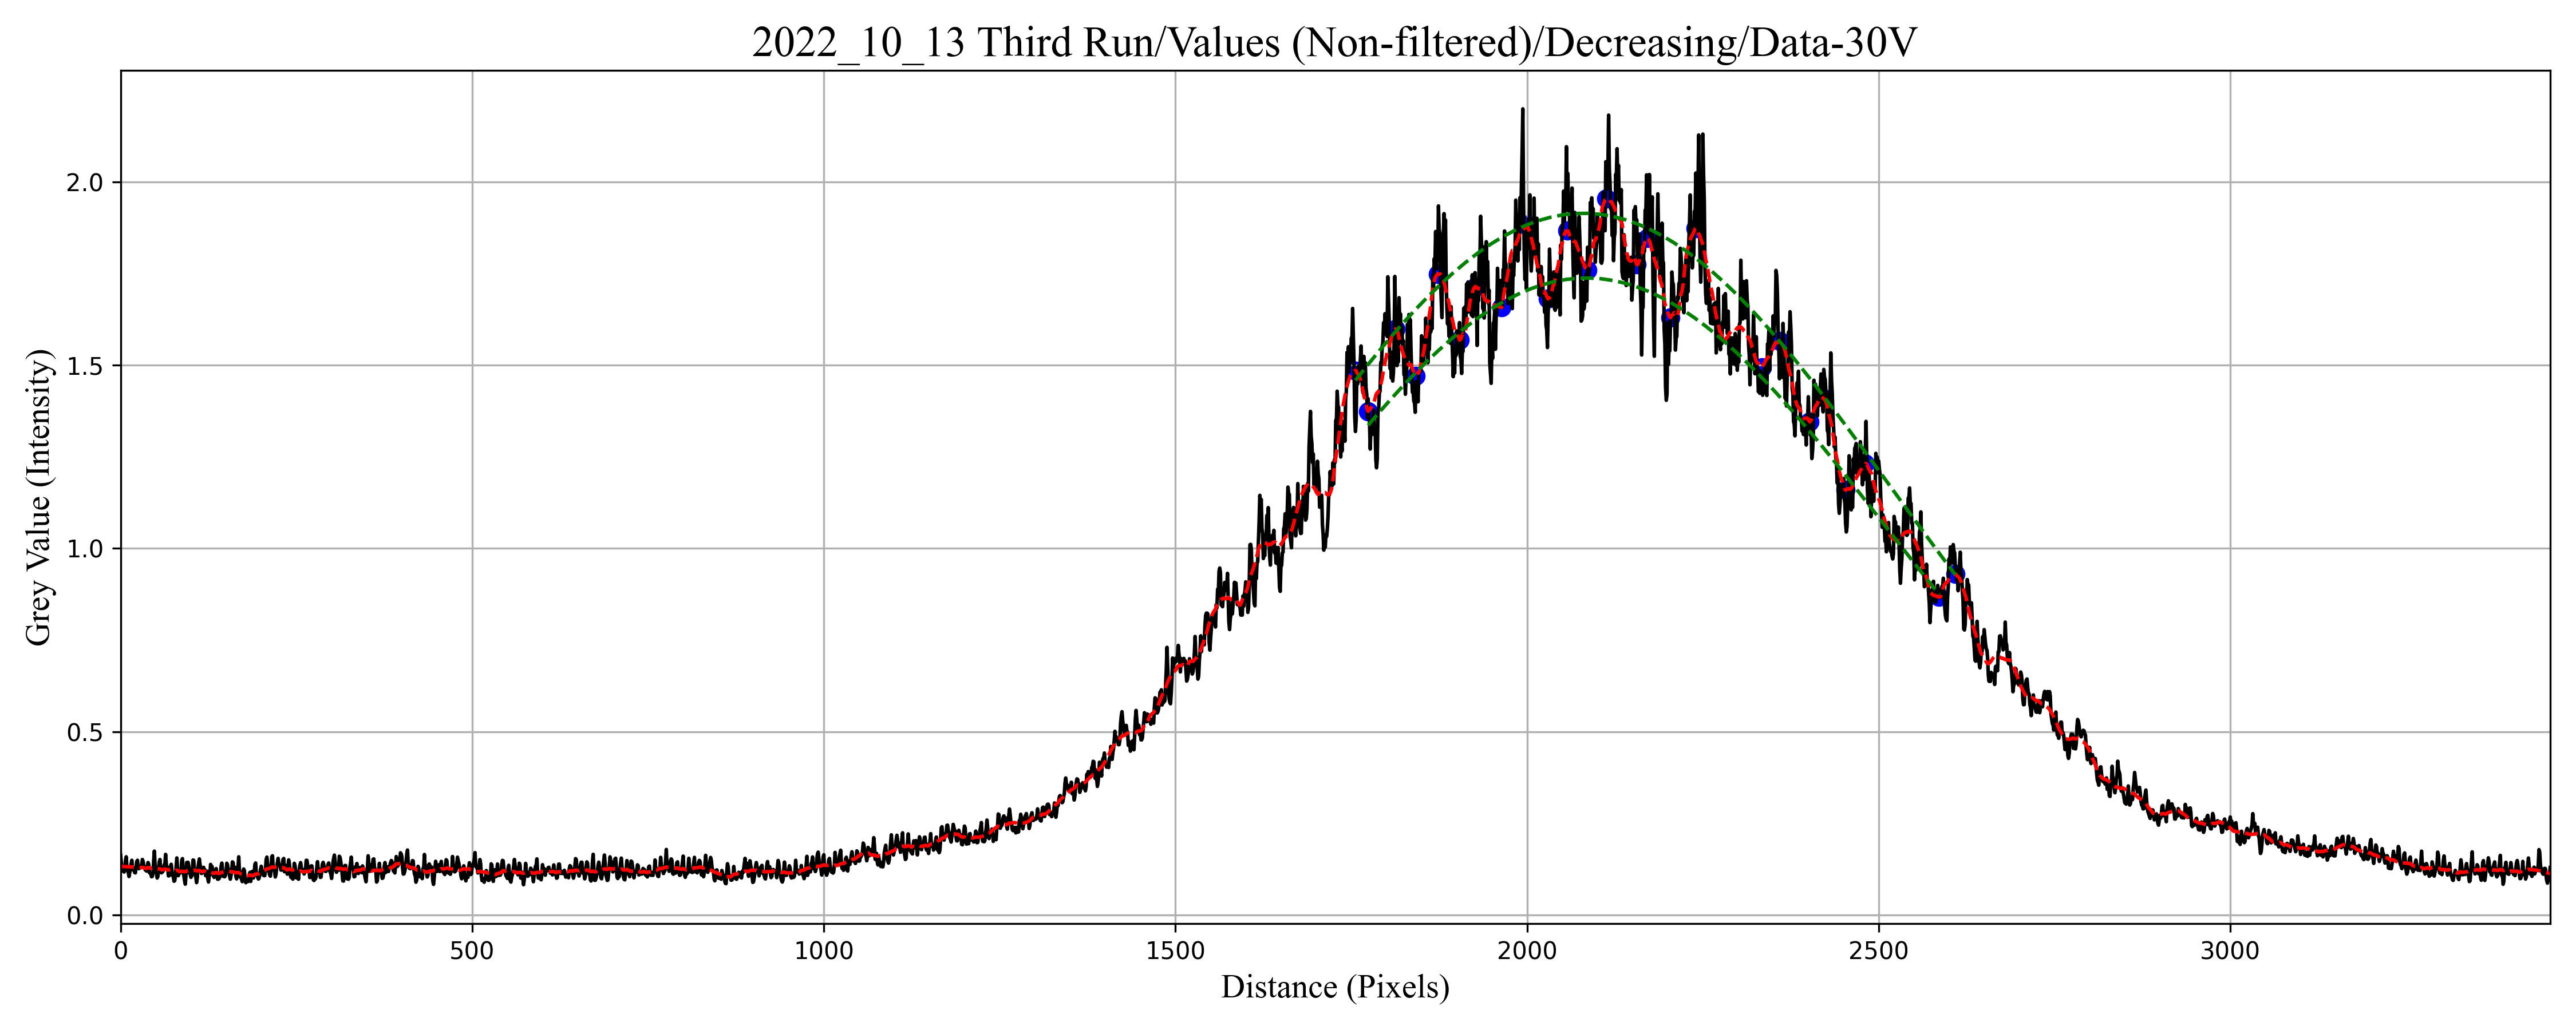 2022_10_13 Third Run/Values (Non-filtered)/Decreasing/Data-30V
Grey Value (Intensity)
2.0
1.5
1.0
0.5
0.0
0 500 1000 1500 2000 2500 3000
Distance (Pixels)